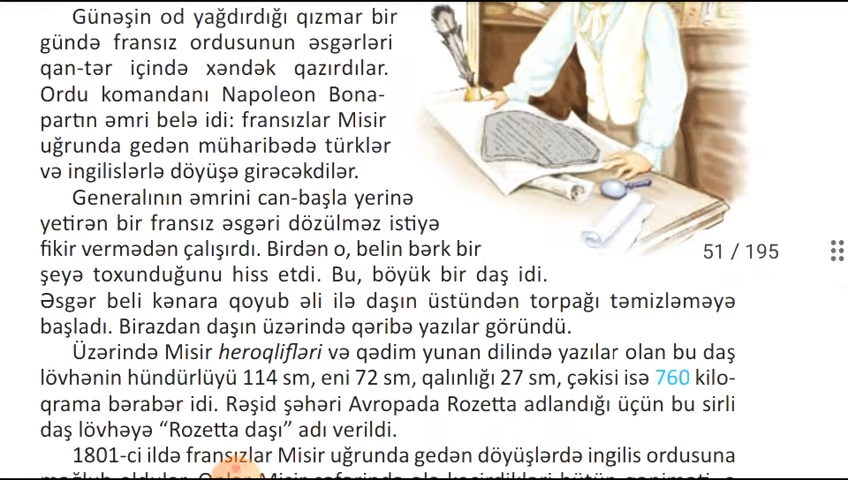 Günəşin od yağdırdığı qızmar bir
gündə fransız ordusunun əsgərləri
qan-tər içində xəndək qazırdılar.
Ordu komandanı Napoleon Bona-
partın əmri belə idi: fransızlar Misir
uğrunda gedən müharibədə türklər
və ingilislərlə döyüşə girəcəkdilər.
Generalının əmrini can-başla yerinə
yetirən bir fransız əsgəri dözülməz istiyə
fikir vermədən çalışırdı. Birdən o, belin bərk bir
şeyə toxunduğunu hiss etdi. Bu, böyük bir daş idi.
Əsgər beli kənara qoyub əli ilə daşın üstündən torpağı təmizləməyə
başladı. Birazdan daşın üzərində qəribə yazılar göründü.
Üzərində Misir heroqlifləri və qədim yunan dilində yazılar olan bu daş
lövhənin hündürlüyü 114 sm, eni 72 sm, qalınlığı 27 sm, çəkisi isə 760 kilo-
qrama bərabər idi. Rəşid şəhəri Avropada Rozetta adlandığı üçün bu sirli
daş lövhəyə “Rozetta daşı” adı verildi.
1801-ci ildə fransızlar Misir uğrunda gedən döyüşlərdə ingilis ordusuna
51 / 195